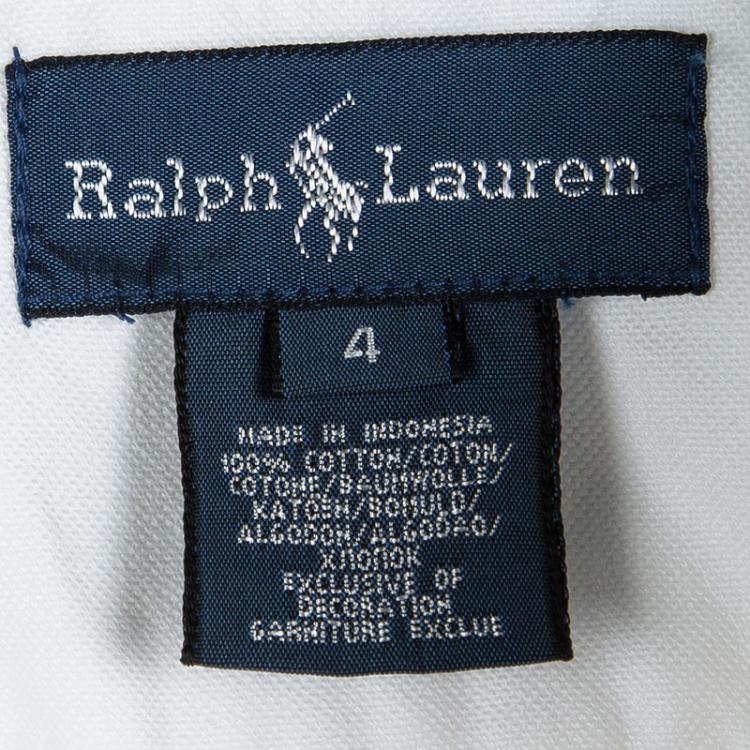 Ralph Lauren
4
MADE IN INDONESIA
100% COTTON/COTON/
COTONE/BAUMWOLLE/
KATOEN/BOMULD/
ALGODON/ALGODAO/
ХЛОПОК
EXCLUSIVE OF
DECORATION
GARNITURE EXCLUE